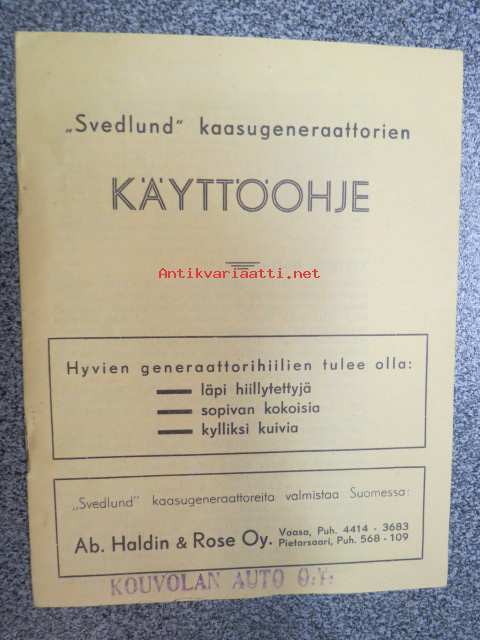 „Svedlund" kaasugeneraattorien
KÄYTTÖOHJE
Antikvariaatti.net
Hyvien generaattorihiilien tulee olla:
läpi hiillytettyjä
sopivan kokoisia
kylliksi kuivia
„Svedlund" kaasugeneraattoreita valmistaa Suomessa:
Ab. Haldin & Rose Oy. Vaasa, Puh. 4414 - 3683
Pietarsaari, Puh. 568 - 109
KOUVOLAN AUTO O.Y.